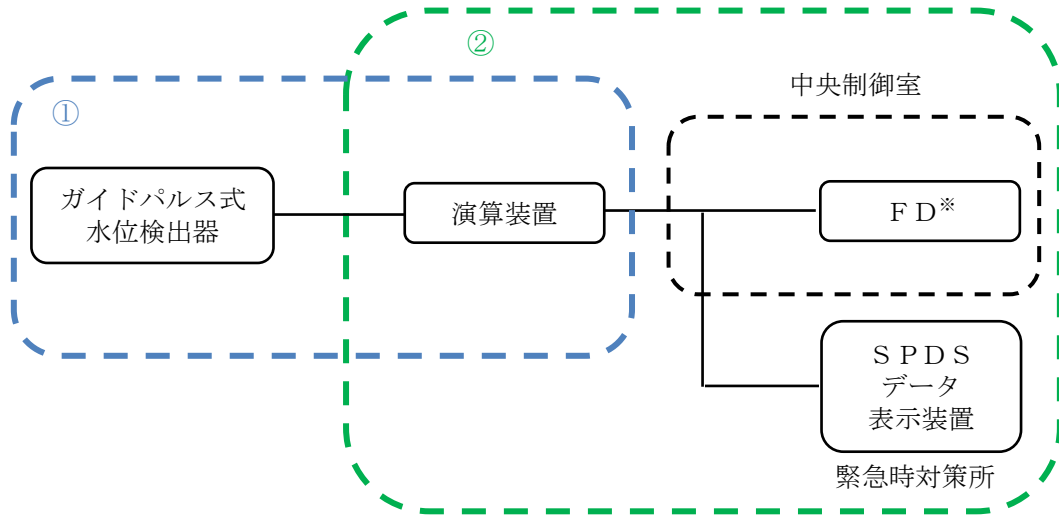 ②
①
中央制御室
ガイドパルス式
水位検出器
演算装置
ＦＤ※
ＳＰＤＳ
データ
表示装置
緊急時対策所